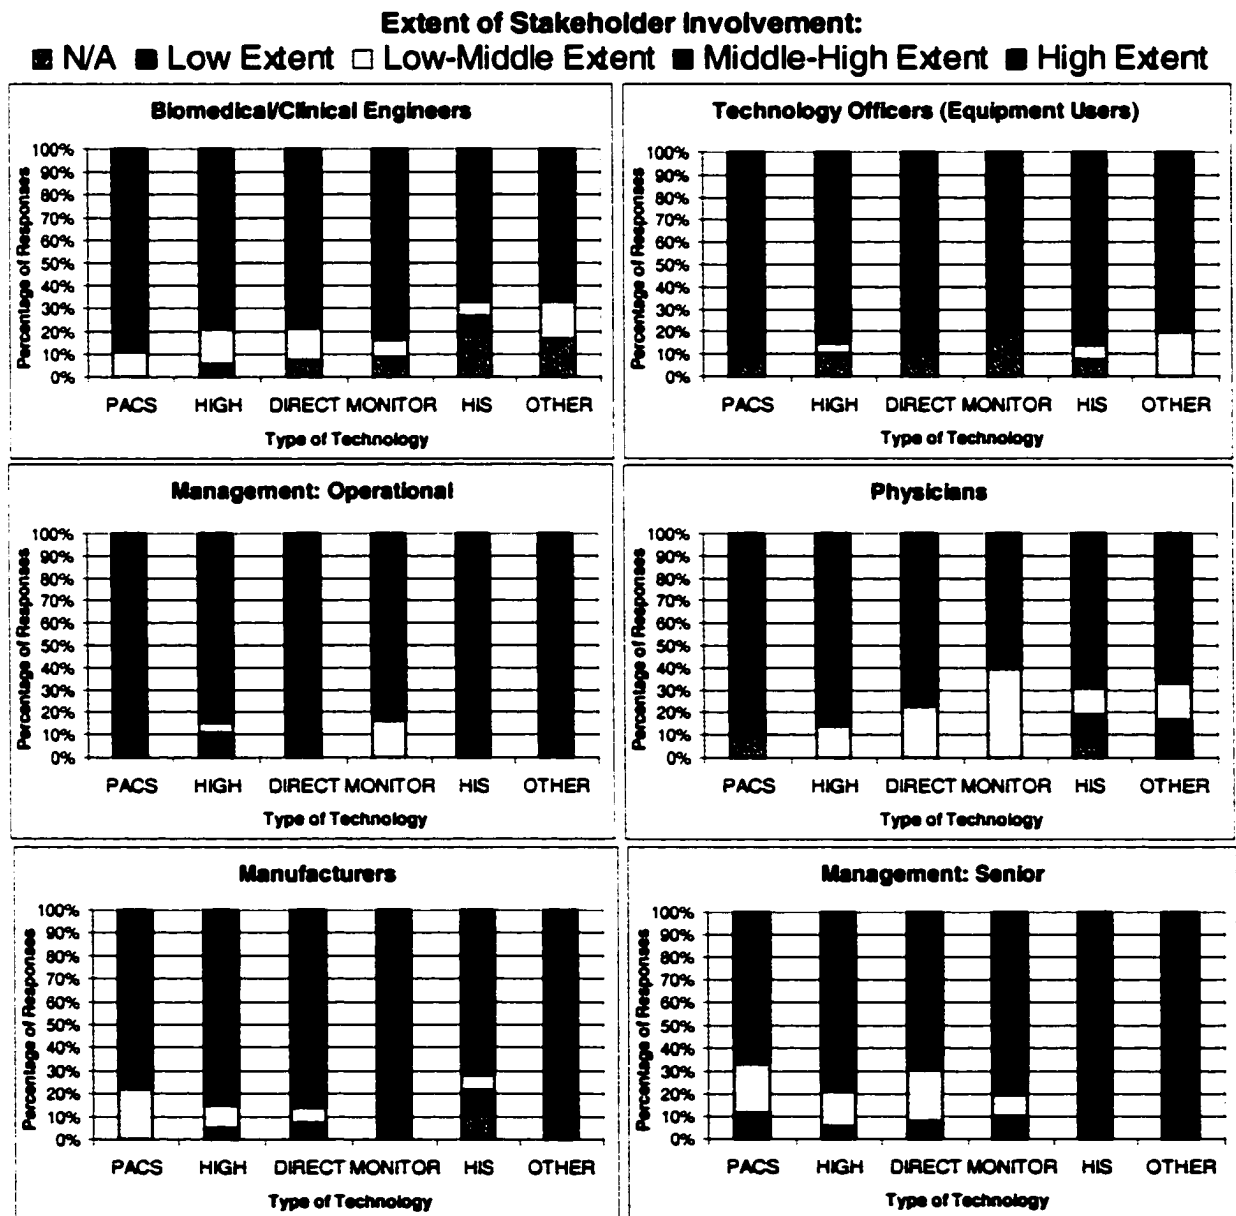 Extent of Stakeholder Involvement:
N/A Low Extent Low-Middle Extent Middle-High Extent High Extent
Biomedical/Clinical Engineers
Percentage of Responses
100%
90%
80%
70%
60%
50%
40%
30%
20%
10%
0%
PACS HIGH DIRECT MONITOR HIS OTHER
Type of Technology
Technology Officers (Equipment Users)
Percentage of Responses
100%
90%
80%
70%
60%
50%
40%
30%
20%
10%
0%
PACS HIGH DIRECT MONITOR HIS OTHER
Type of Technology
Management: Operational
Percentage of Responses
100%
90%
80%
70%
60%
50%
40%
30%
20%
10%
0%
PACS HIGH DIRECT MONITOR HIS OTHER
Type of Technology
Physicians
Percentage of Responses
100%
90%
80%
70%
60%
50%
40%
30%
20%
10%
0%
PACS HIGH DIRECT MONITOR HIS OTHER
Type of Technology
Manufacturers
Percentage of Responses
100%
90%
80%
70%
60%
50%
40%
30%
20%
10%
0%
PACS HIGH DIRECT MONITOR HIS OTHER
Type of Technology
Management: Senior
Percentage of Responses
100%
90%
80%
70%
60%
50%
40%
30%
20%
10%
0%
PACS HIGH DIRECT MONITOR HIS OTHER
Type of Technology